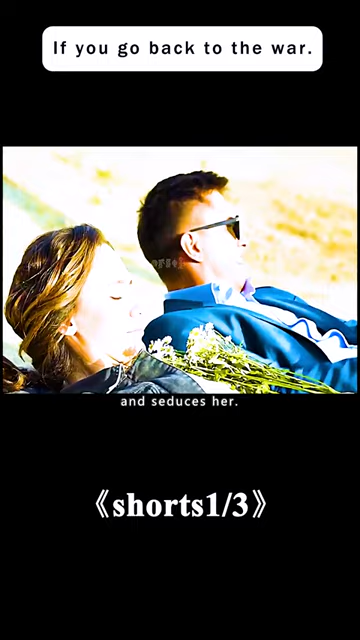 If you go back to the war.
and seduces her.
《shorts1/3》